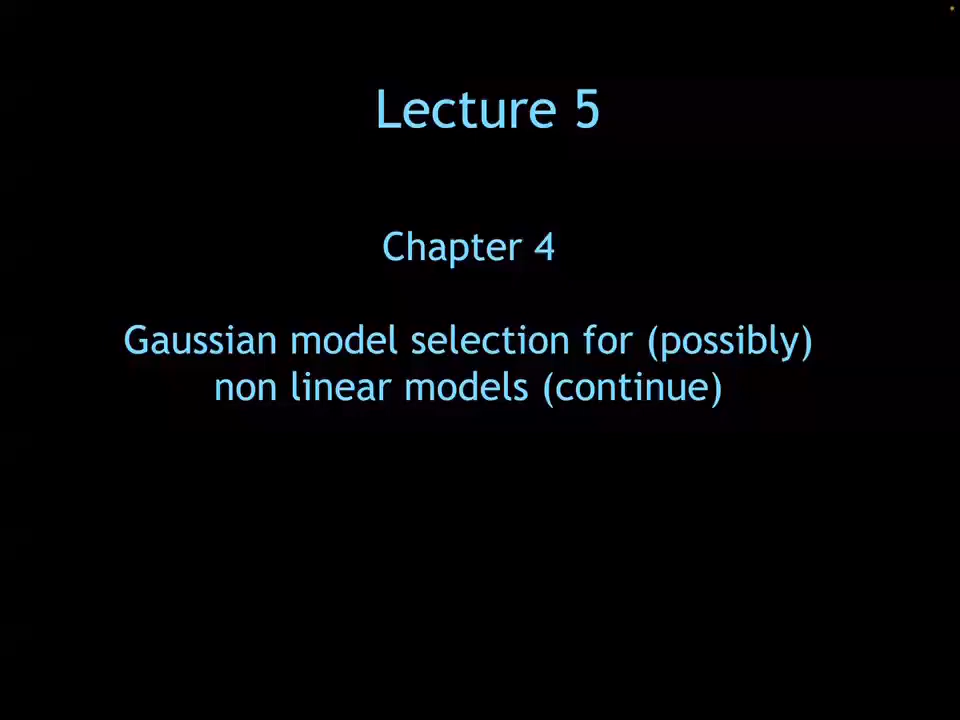 Lecture 5
Chapter 4
Gaussian model selection for (possibly)
non linear models (continue)